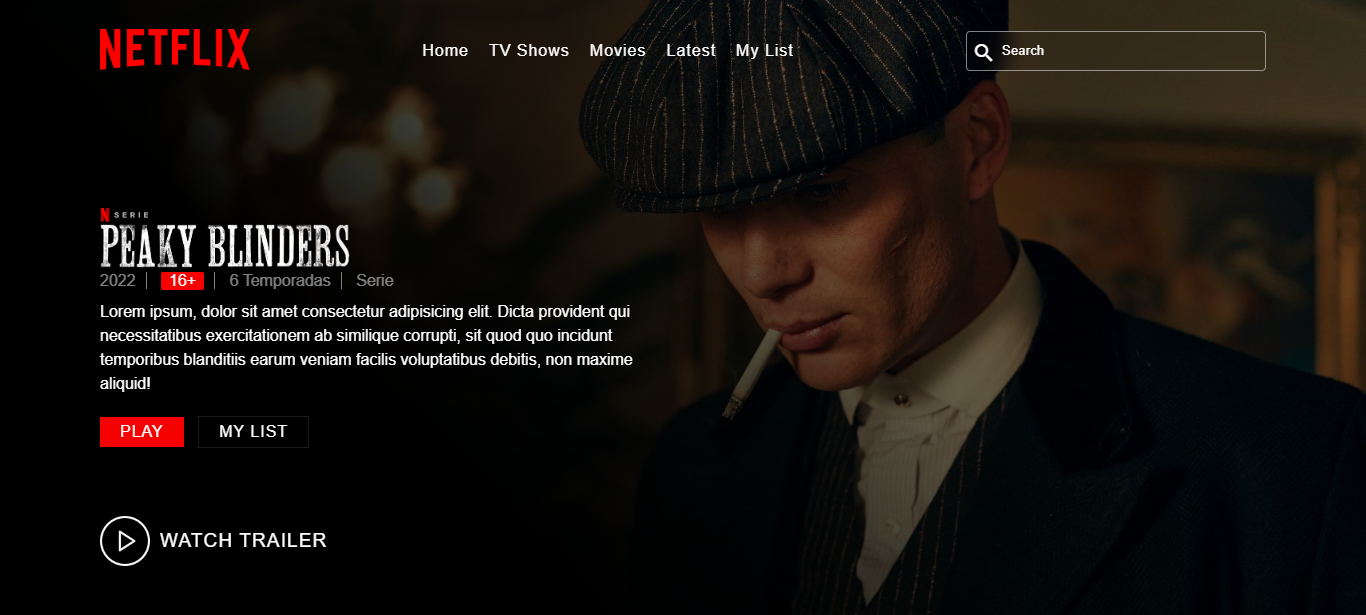 NETFLIX
Home TV Shows Movies Latest My List
Search
N SERIE
PEAKY BLINDERS
2022 16+ 6 Temporadas Serie
Lorem ipsum, dolor sit amet consectetur adipisicing elit. Dicta provident qui
necessitatibus exercitationem ab similique corrupti, sit quod quo incidunt
temporibus blanditiis earum veniam facilis voluptatibus debitis, non maxime
aliquid!
PLAY MY LIST
WATCH TRAILER